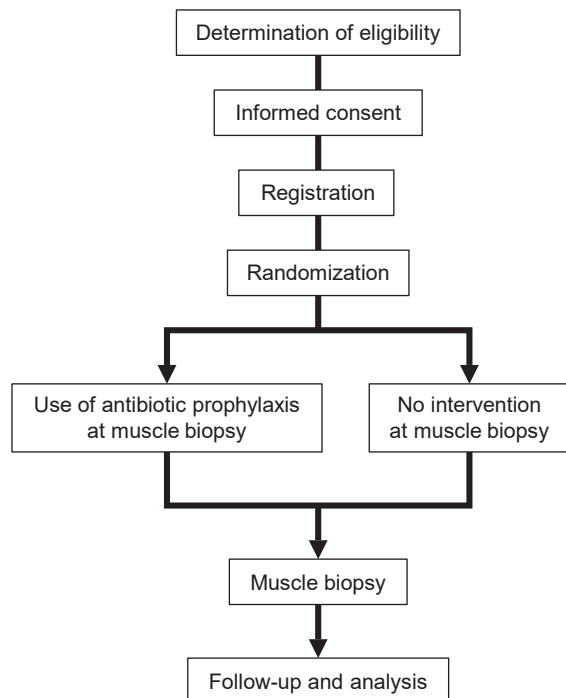 Determination of eligibility
Informed consent
Registration
Randomization
Use of antibiotic prophylaxis
at muscle biopsy
No intervention
at muscle biopsy
Muscle biopsy
Follow-up and analysis